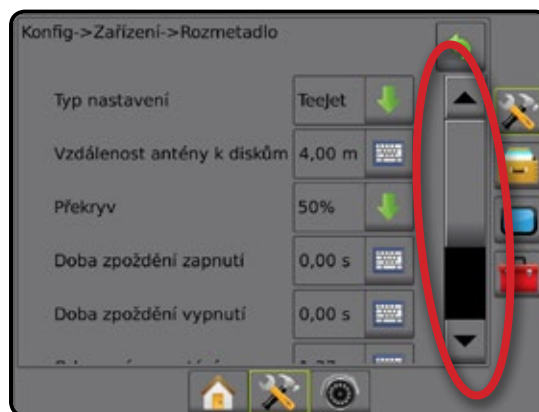 Konfig->Zařízení->Rozmetadlo
Typ nastavení TeeJet
Vzdálenost antény k diskům 4,00 m
Překryv 50%
Doba zpoždění zapnutí 0,00 s
Doba zpoždění vypnutí 0,00 s